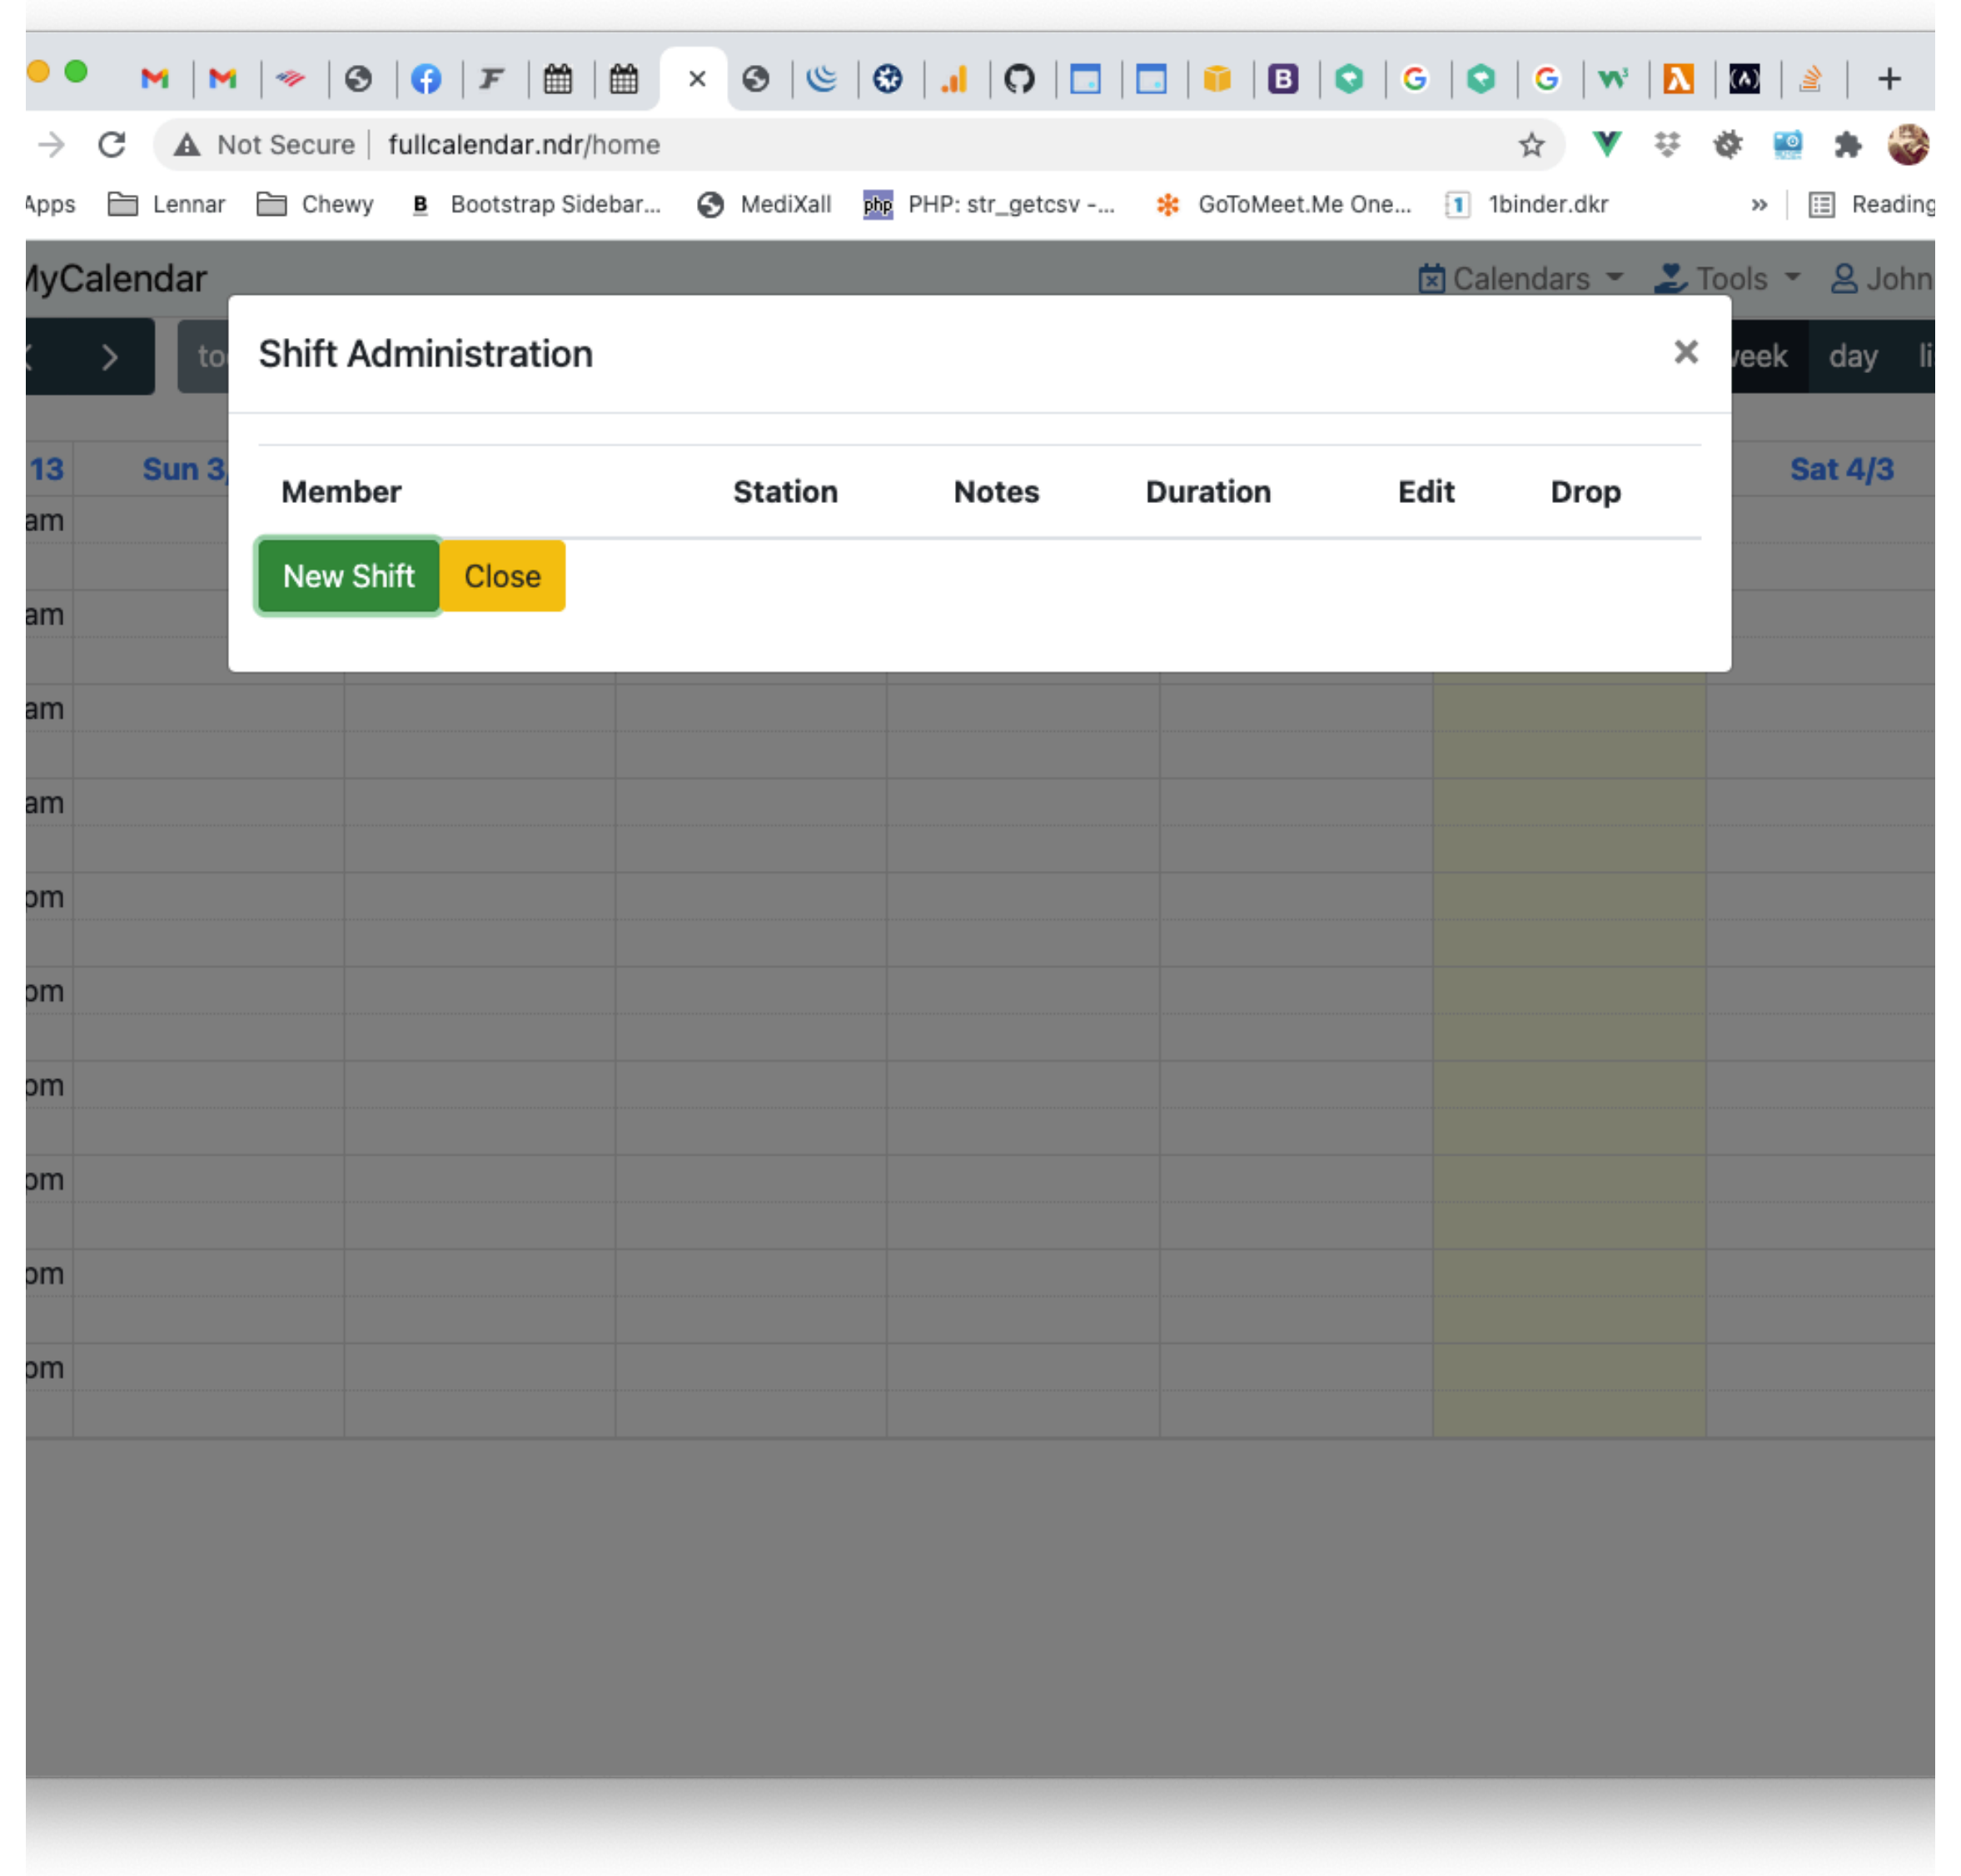 Not Secure fullcalendar.ndr/home
Apps Lennar Chewy B Bootstrap Sidebar... MediXall php PHP: str_getcsv -... GoToMeet.Me One... 1 1binder.dkr » Reading
MyCalendar Calendars Tools John
Shift Administration
day
13 Sun 3/ Sat 4/3
Member Station Notes Duration Edit Drop
am
New Shift Close
am
am
am
pm
pm
pm
pm
pm
pm